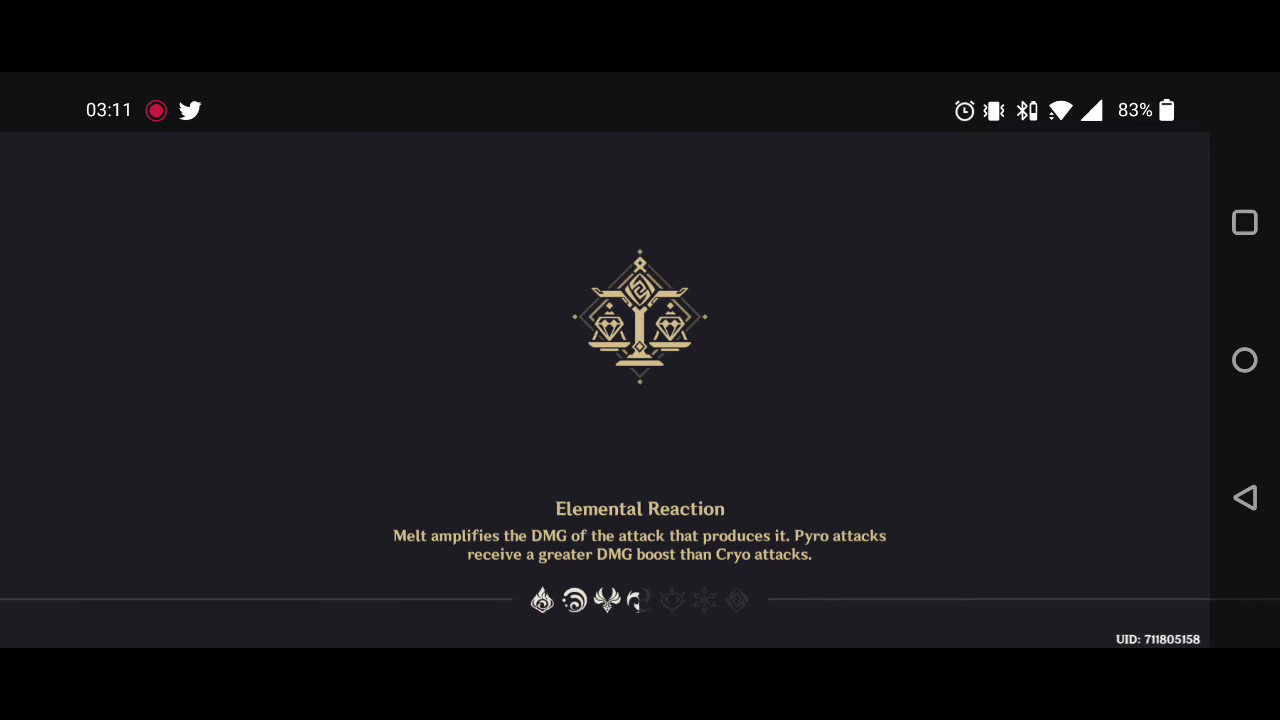 03:11
83%
Elemental Reaction
Melt amplifies the DMG of the attack that produces it. Pyro attacks
receive a greater DMG boost than Cryo attacks.
UID: 711805158